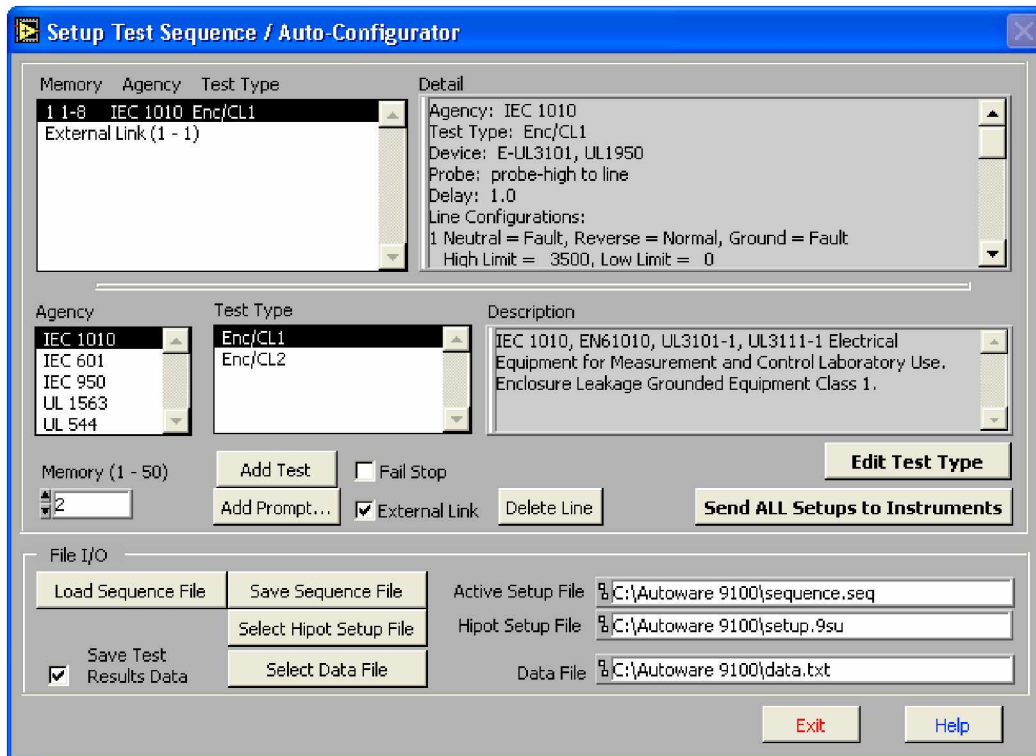 Setup Test Sequence / Auto-Configurator
Memory Agency Test Type
1 1-8 IEC 1010 Enc/CL1
External Link (1 - 1)
Detail
Agency: IEC 1010
Test Type: Enc/CL1
Device: E-UL3101, UL1950
Probe: probe-high to line
Delay: 1.0
Line Configurations:
1 Neutral = Fault, Reverse = Normal, Ground = Fault
High Limit = 3500, Low Limit = 0
Agency
IEC 1010
IEC 601
IEC 950
UL 1563
UL 544
Test Type
Enc/CL1
Enc/CL2
Description
IEC 1010, EN61010, UL3101-1, UL3111-1 Electrical
Equipment for Measurement and Control Laboratory Use.
Enclosure Leakage Grounded Equipment Class 1.
Edit Test Type
Memory (1 - 50)
2
Add Test
Fail Stop
Add Prompt...
External Link
Delete Line
Send ALL Setups to Instruments
File I/O
Load Sequence File
Save Sequence File
Select Hipot Setup File
Save Test
Results Data
Select Data File
Active Setup File C:\Autoware 9100\sequence.seq
Hipot Setup File C:\Autoware 9100\setup.9su
Data File C:\Autoware 9100\data.txt
Exit
Help